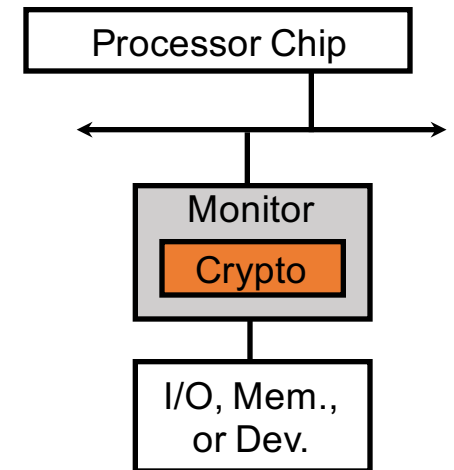 Processor Chip
Monitor
Crypto
I/O, Mem.,
or Dev.